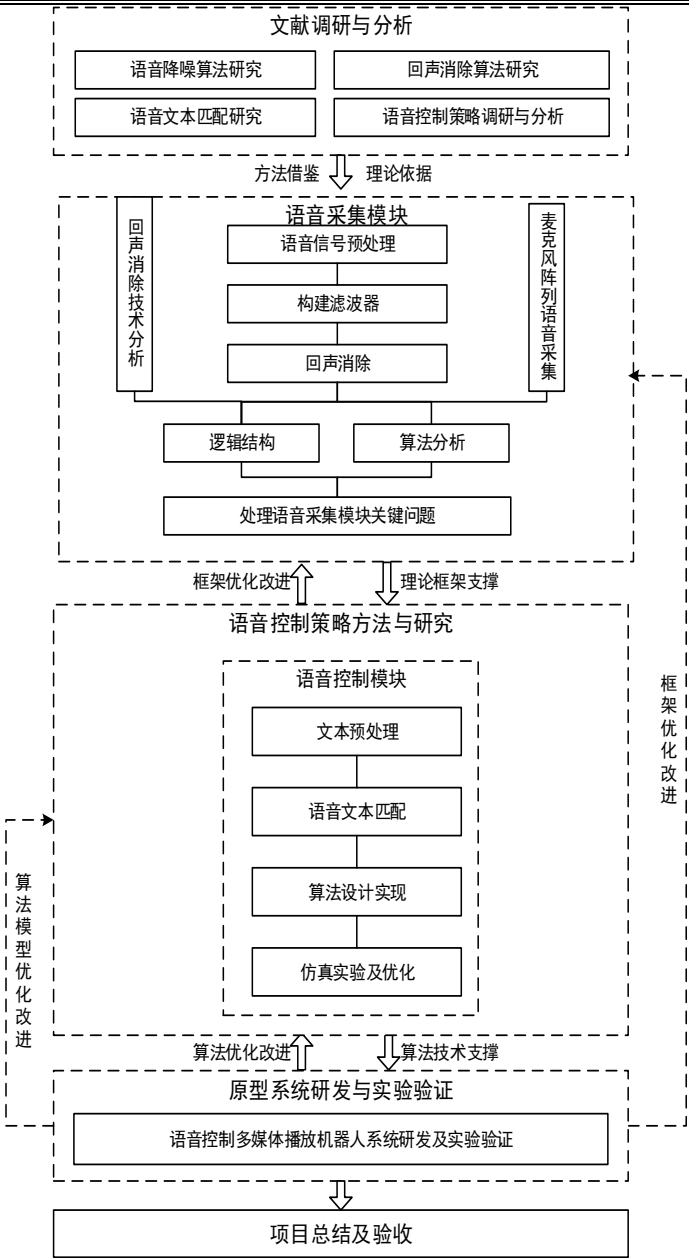 文献调研与分析
语音降噪算法研究
回声消除算法研究
语音文本匹配研究
语音控制策略调研与分析
方法借鉴
理论依据
语音采集模块
回声消除技术分析
语音信号预处理
构建滤波器
回声消除
麦克风阵列语音采集
逻辑结构
算法分析
处理语音采集模块关键问题
框架优化改进
理论框架支撑
语音控制策略方法与研究
语音控制模块
文本预处理
语音文本匹配
算法设计实现
仿真实验及优化
框架优化改进
算法模型优化改进
算法优化改进
算法技术支撑
原型系统研发与实验验证
语音控制多媒体播放机器人系统研发及实验验证
项目总结及验收